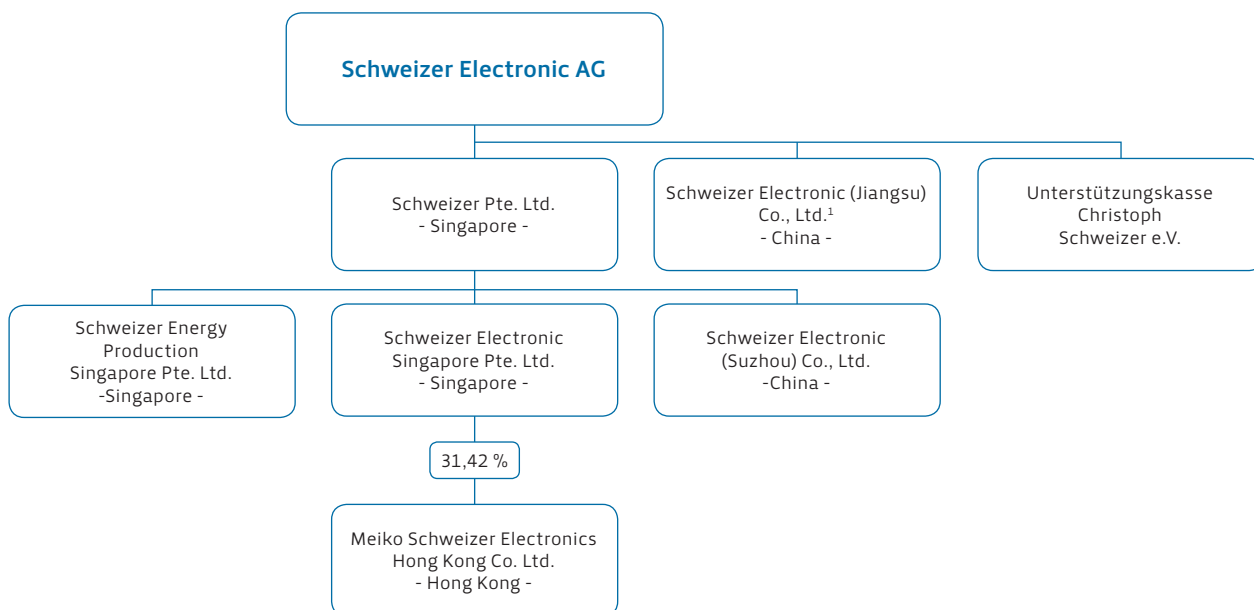 Schweizer Electronic AG
Schweizer Pte. Ltd.
- Singapore -
Schweizer Electronic (Jiangsu)
Co., Ltd.¹
- China -
Unterstützungskasse
Christoph
Schweizer e.V.
Schweizer Energy
Production
Singapore Pte. Ltd.
-Singapore -
Schweizer Electronic
Singapore Pte. Ltd.
- Singapore -
Schweizer Electronic
(Suzhou) Co., Ltd.
-China -
31,42 %
Meiko Schweizer Electronics
Hong Kong Co. Ltd.
- Hong Kong -